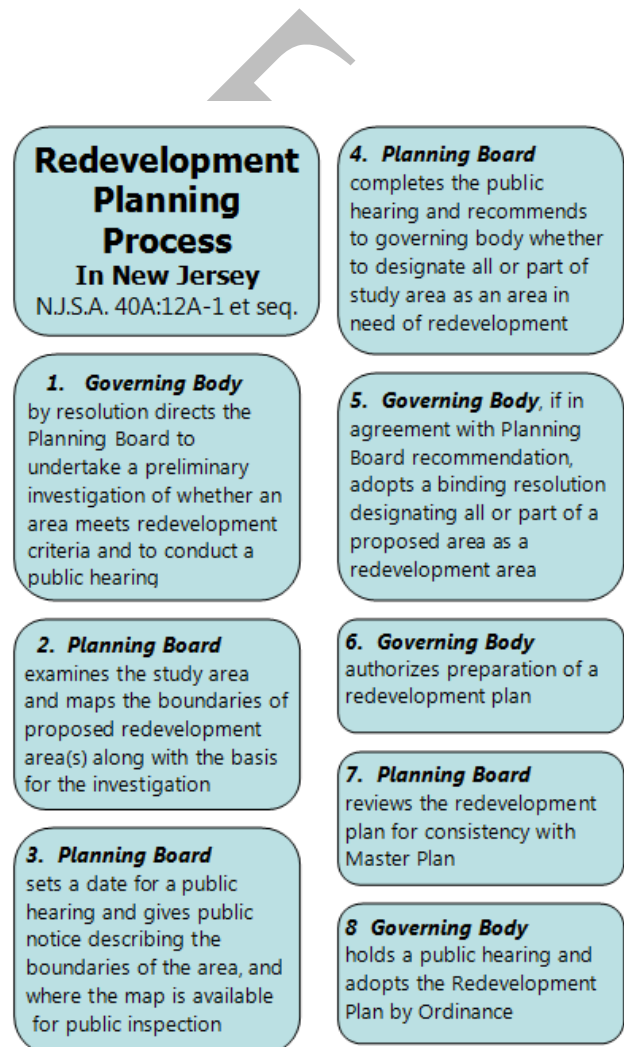 Redevelopment
Planning
Process
In New Jersey
N.J.S.A. 40A:12A-1 et seq.
1. Governing Body
by resolution directs the
Planning Board to
undertake a preliminary
investigation of whether an
area meets redevelopment
criteria and to conduct a
public hearing
2. Planning Board
examines the study area
and maps the boundaries of
proposed redevelopment
area(s) along with the basis
for the investigation
3. Planning Board
sets a date for a public
hearing and gives public
notice describing the
boundaries of the area, and
where the map is available
for public inspection
4. Planning Board
completes the public
hearing and recommends
to governing body whether
to designate all or part of
study area as an area in
need of redevelopment
5. Governing Body, if in
agreement with Planning
Board recommendation,
adopts a binding resolution
designating all or part of a
proposed area as a
redevelopment area
6. Governing Body
authorizes preparation of a
redevelopment plan
7. Planning Board
reviews the redevelopment
plan for consistency with
Master Plan
8 Governing Body
holds a public hearing and
adopts the Redevelopment
Plan by Ordinance